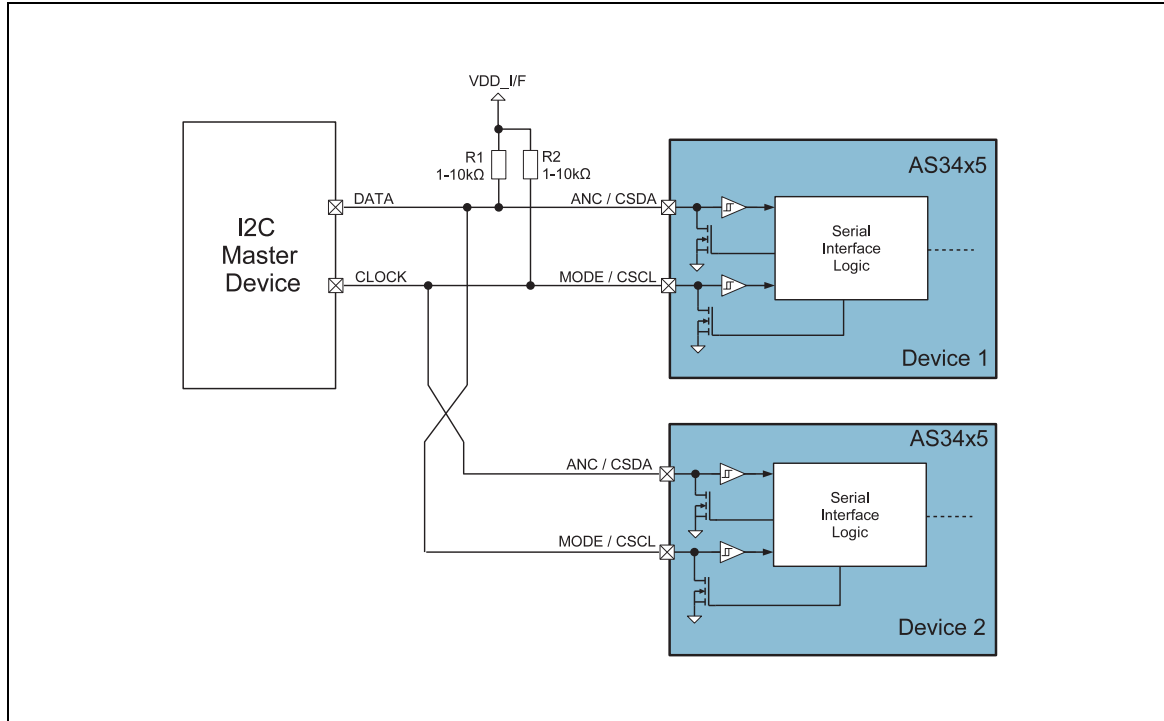 VDD_I/F
R1
1-10kΩ
R2
1-10kΩ
I2C
Master
Device
DATA
CLOCK
ANC / CSDA
MODE / CSCL
AS34x5
Serial
Interface
Logic
Device 1
ANC / CSDA
MODE / CSCL
AS34x5
Serial
Interface
Logic
Device 2